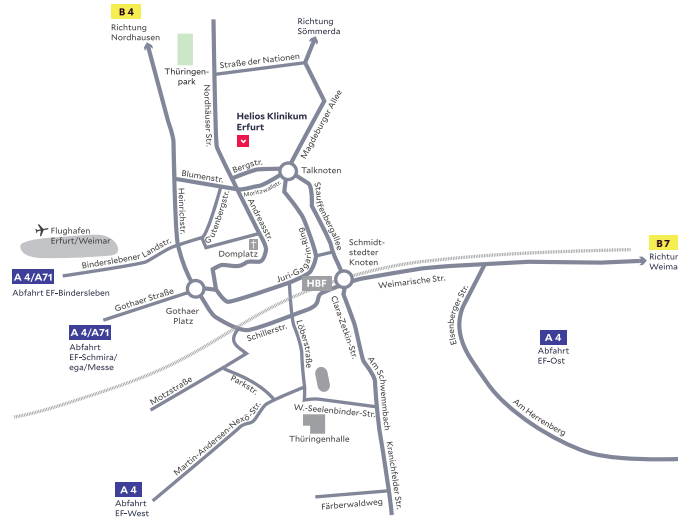 B 4
Richtung
Nordhausen
Richtung
Sömmerda
Straße der Nationen
Thüringen-
park
Nordhäuser Str.
Magdeburger Allee
Helios Klinikum
Erfurt
Bergstr.
Talknoten
Blumenstr.
Moritzwallstr.
Stauffenbergallee
Heinrichstr.
Gutenbergstr.
Andreasstr.
Juri-Gagarin-Ring
Flughafen
Erfurt/Weimar
Domplatz
Schmidt-
stedter
Knoten
B 7
Richtun
Weima
Binderslebener Landstr.
A 4/A71
Abfahrt EF-Bindersleben
HBF
Weimarische Str.
Gothaer Straße
Gothaer
Platz
A 4/A71
Abfahrt
EF-Schmira/
ega/Messe
Schillerstr.
Löberstraße
Clara-Zetkin-Str.
Eisenberger Str.
A 4
Abfahrt
EF-Ost
Motzstraße
Parkstr.
Am Schwemmbach
W.-Seelenbinder-Str.
Thüringenhalle
Martin-Andersen-Nexö-Str.
Am Herrenberg
Kranichfelder Str.
A 4
Abfahrt
EF-West
Färberwaldweg